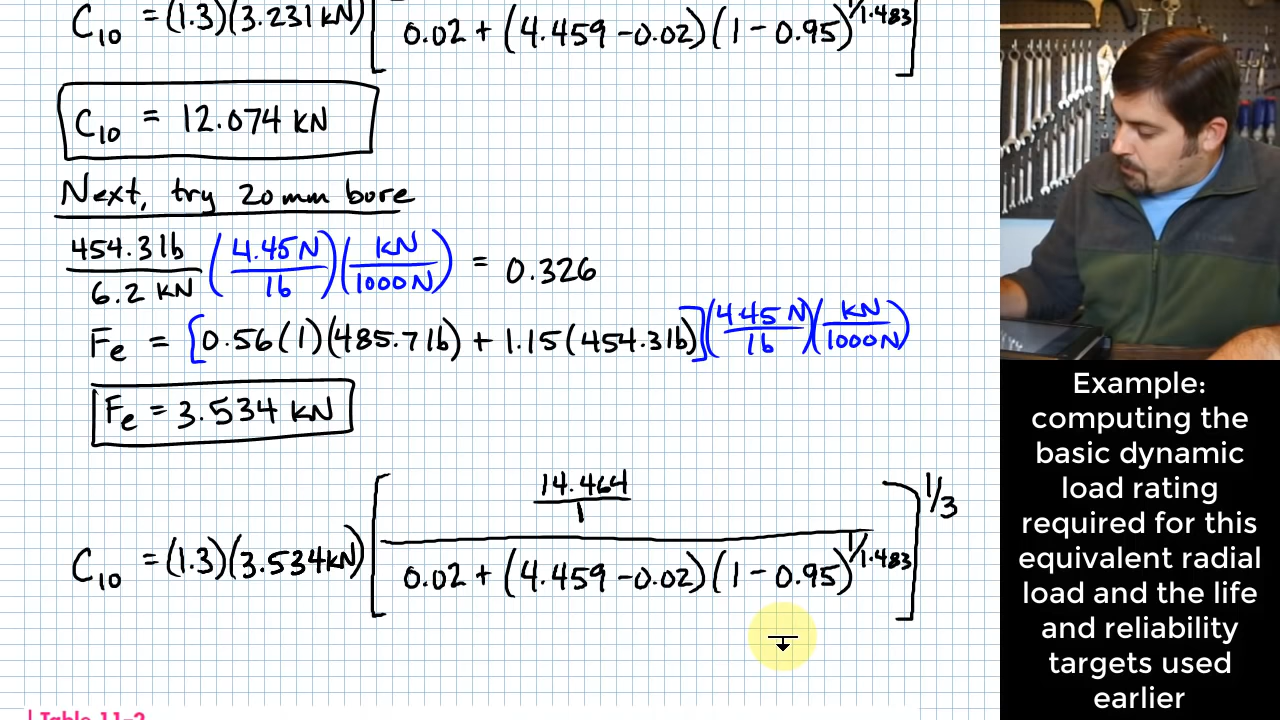 C10 = (1.3)(3.231 kN) [ 0.02 + (4.459 - 0.02)(1 - 0.95)^1/1.483 ]
C10 = 12.074 kN
Next, try 20mm bore
454.3 lb / 6.2 kN (4.45 N / lb)(kN / 1000 N) = 0.326
Fe = [0.56(1)(485.7 lb) + 1.15(454.3 lb)](4.45 N / lb)(kN / 1000 N)
Fe = 3.534 kN
C10 = (1.3)(3.534 kN) [ 14.464/1 / 0.02 + (4.459 - 0.02)(1 - 0.95)^1/1.483 ]^1/3
Table 11-2
Example:
computing the
basic dynamic
load rating
required for this
equivalent radial
load and the life
and reliability
targets used
earlier